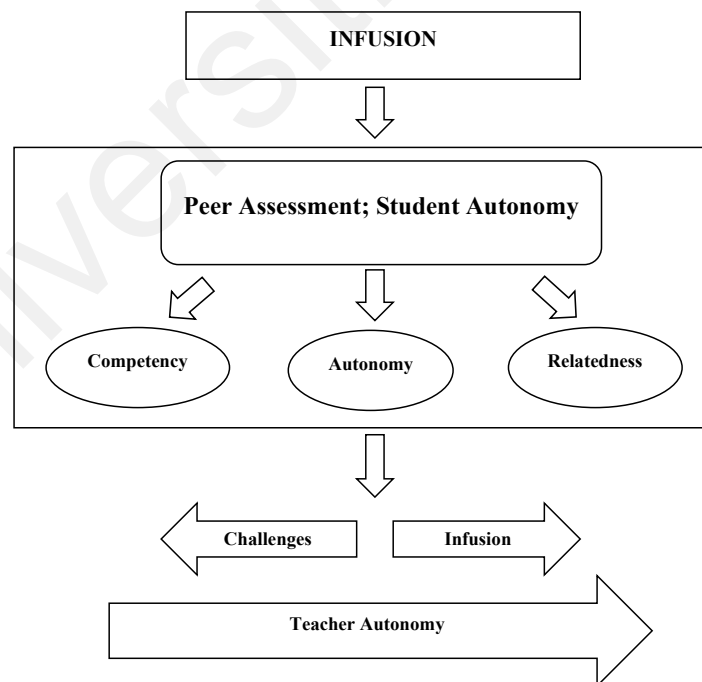 INFUSION
Peer Assessment; Student Autonomy
Competency
Autonomy
Relatedness
Challenges
Infusion
Teacher Autonomy